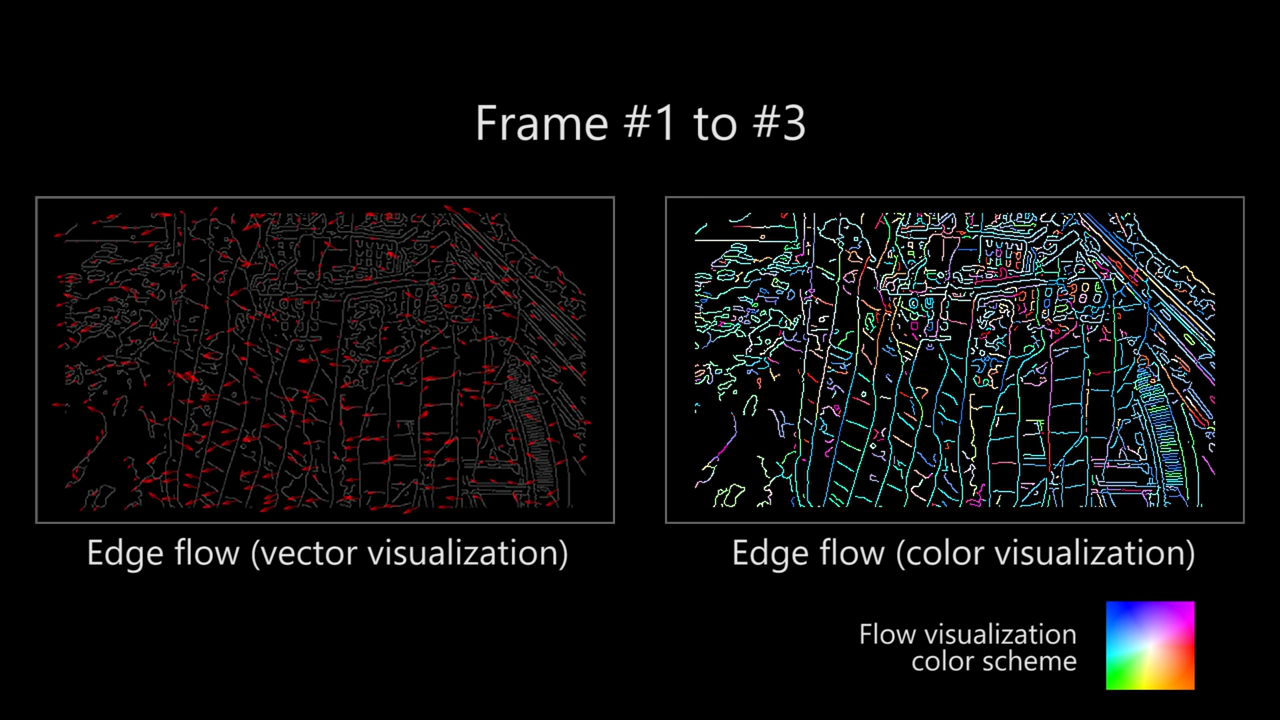 Frame #1 to #3
Edge flow (vector visualization)
Edge flow (color visualization)
Flow visualization
color scheme